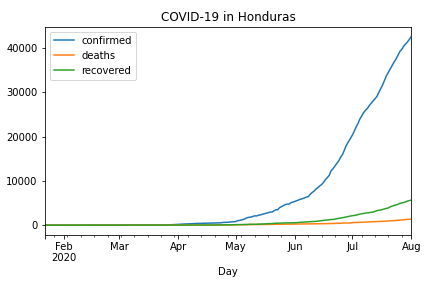 COVID-19 in Honduras
confirmed
deaths
recovered
40000
30000
20000
10000
0
Feb Mar Apr May Jun Jul Aug
2020
Day